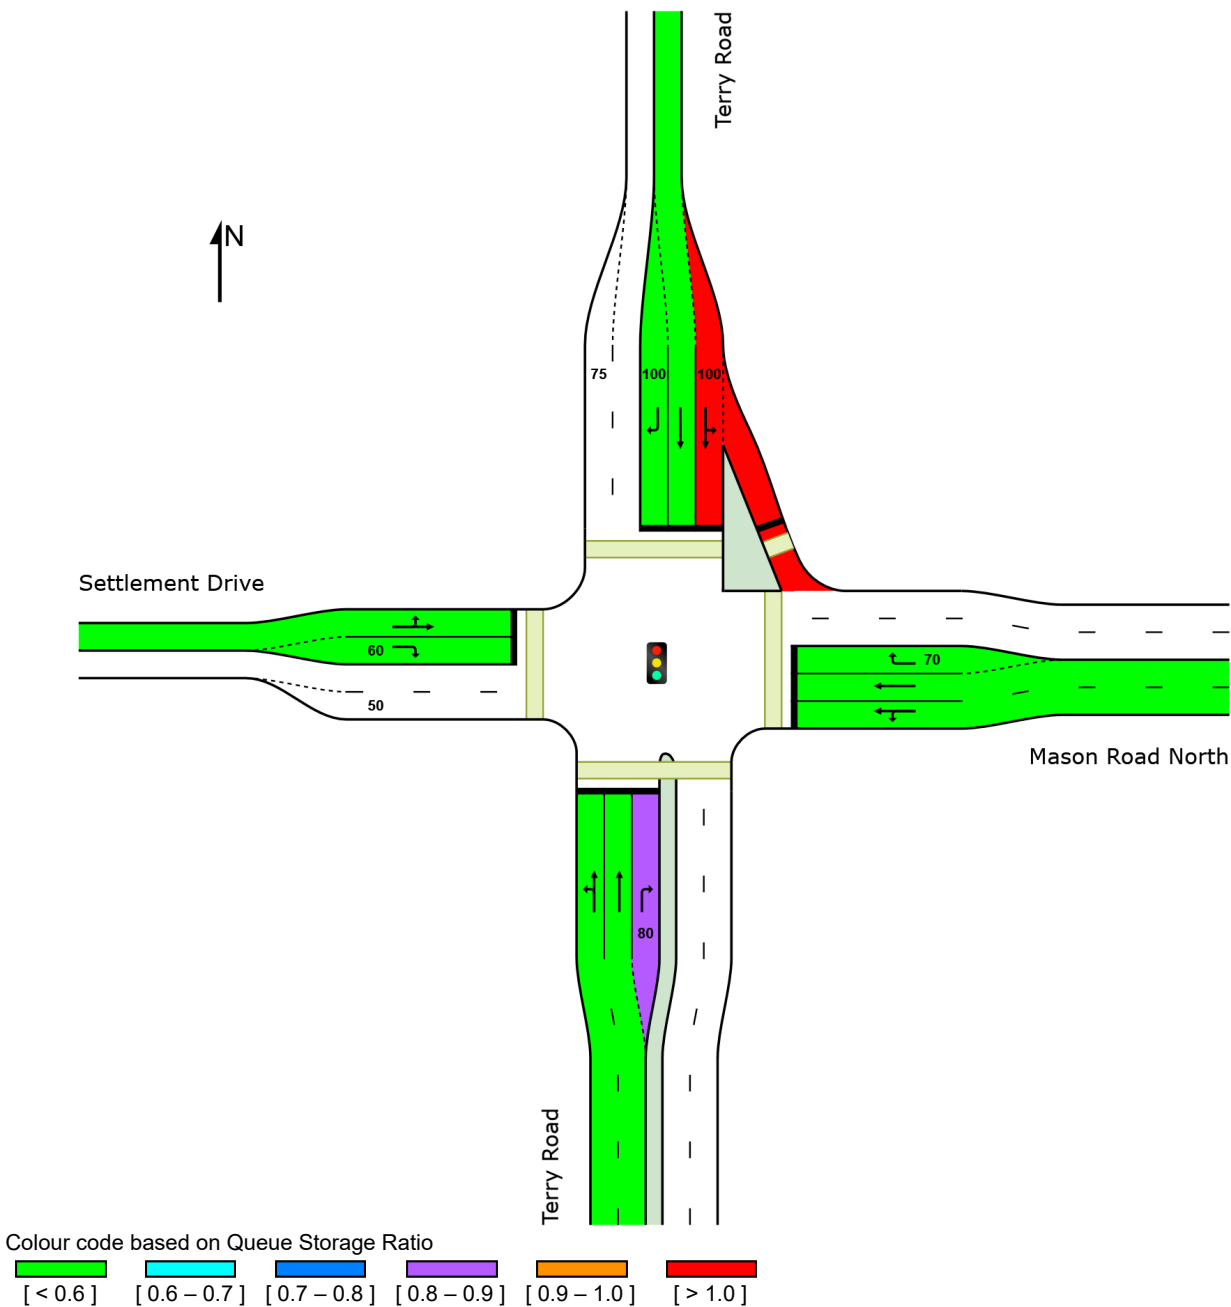 Terry Road
N
75
100
100
Settlement Drive
60
50
70
Mason Road North
80
Terry Road
Colour code based on Queue Storage Ratio
[ < 0.6 ] [ 0.6 – 0.7 ] [ 0.7 – 0.8 ] [ 0.8 – 0.9 ] [ 0.9 – 1.0 ] [ > 1.0 ]